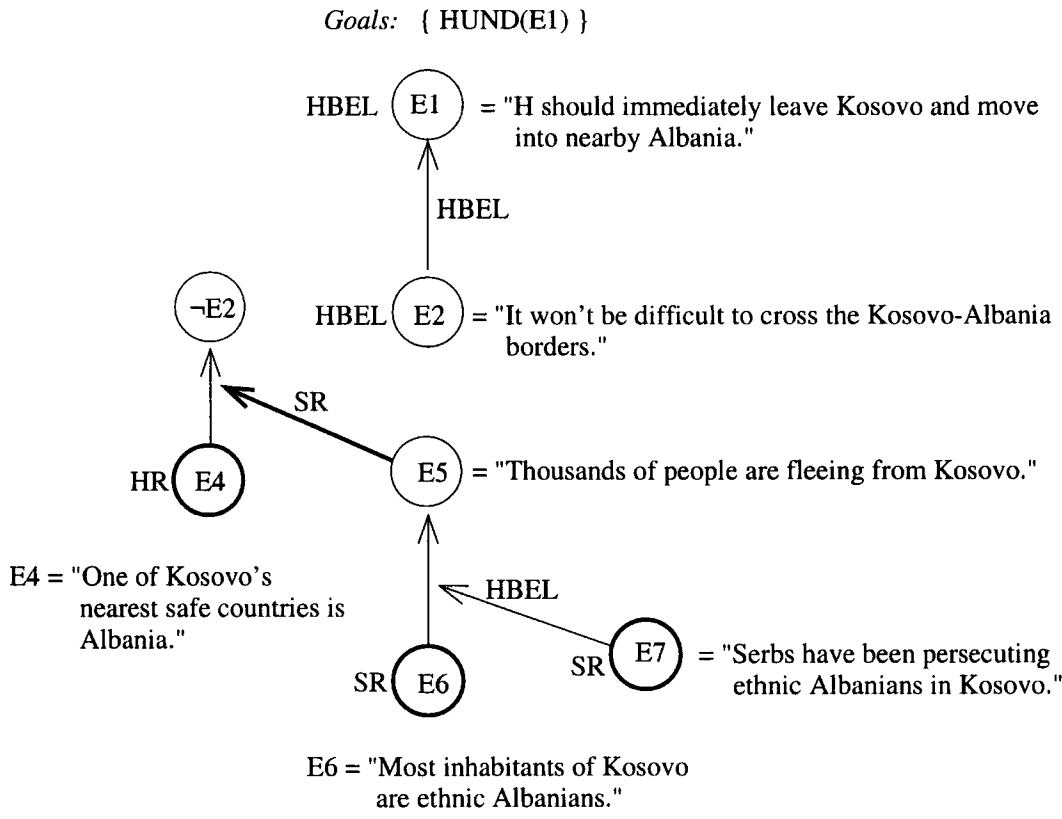 Goals: { HUND(E1) }
HBEL E1 = "H should immediately leave Kosovo and move
into nearby Albania."
HBEL
¬E2
HBEL E2 = "It won't be difficult to cross the Kosovo-Albania
borders."
SR
HR E4
E5 = "Thousands of people are fleeing from Kosovo."
E4 = "One of Kosovo's
nearest safe countries is
Albania."
HBEL
SR E6
SR E7 = "Serbs have been persecuting
ethnic Albanians in Kosovo."
E6 = "Most inhabitants of Kosovo
are ethnic Albanians."